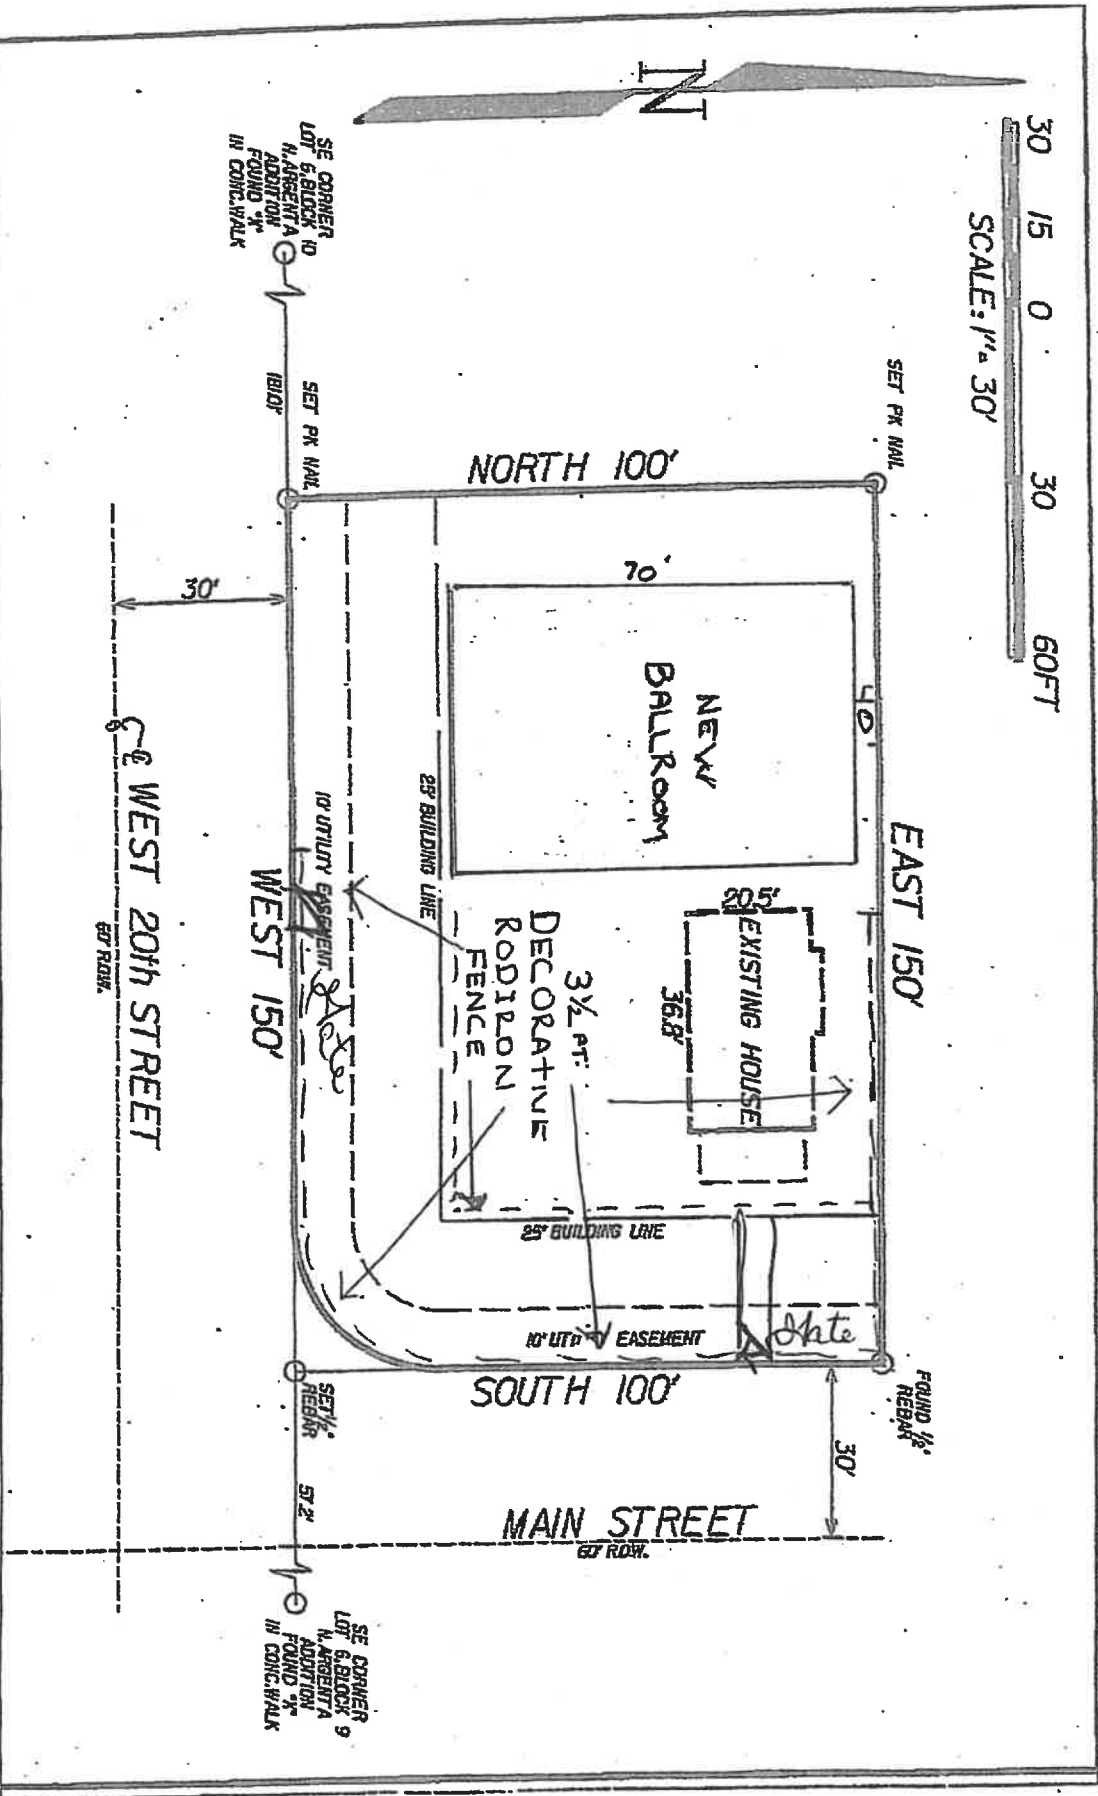 N
30 15 0 30 60FT
SCALE: 1"= 30'
SET PK NAIL
EAST 150'
FOUND 1/2"
REBAR
NORTH 100'
70'
40'
NEW
BALLROOM
20.5'
EXISTING HOUSE
36.8'
3½ FT.
DECORATIVE
RODIRON
FENCE
25' BUILDING LINE
25' BUILDING LINE
Gate
10' UTILITY EASEMENT
Gate
EASEMENT
SOUTH 100'
30'
MAIN STREET
60' R.O.W.
SE CORNER
LOT 6, BLOCK 10
N. ARGENTA
ADDITION
FOUND "X"
IN CONC. WALK
SET PK NAIL
WEST 150'
SET 1/2"
REBAR
57.2'
SE CORNER
LOT 6, BLOCK 9
N. ARGENTA
ADDITION
FOUND "X"
IN CONC. WALK
30'
WEST 20th STREET
60' R.O.W.